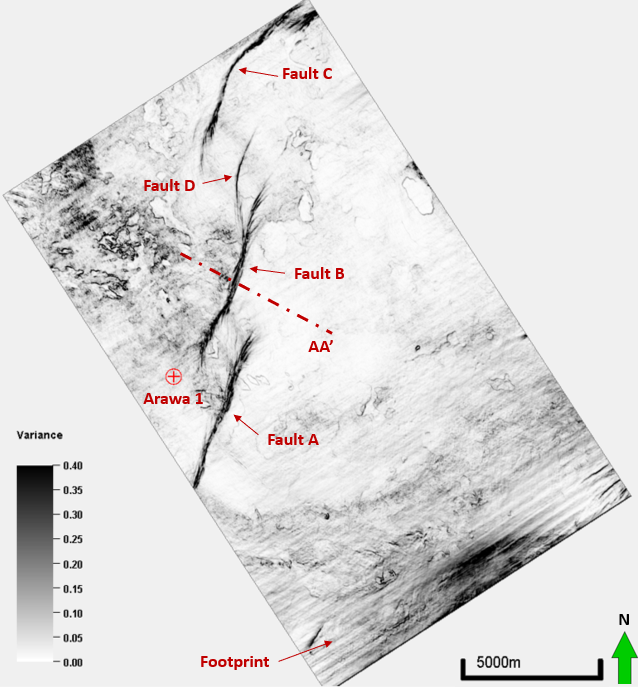 Fault C
Fault D
Fault B
AA'
Arawa 1
Fault A
Variance
0.40
0.35
0.30
0.25
0.20
0.15
0.10
0.05
0.00
Footprint
N
5000m